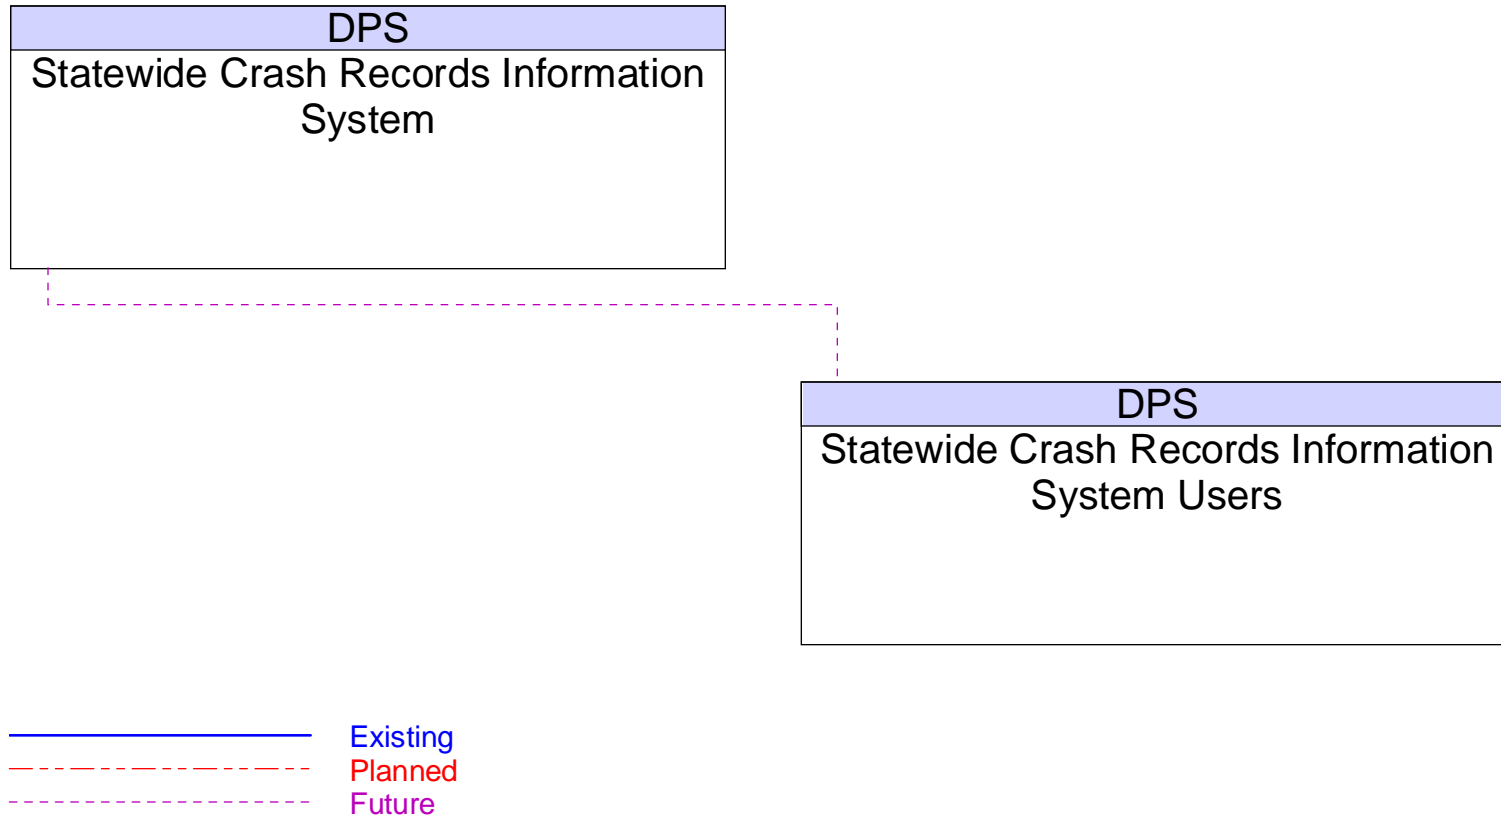 DPS
Statewide Crash Records Information
System
DPS
Statewide Crash Records Information
System Users
Existing
Planned
Future